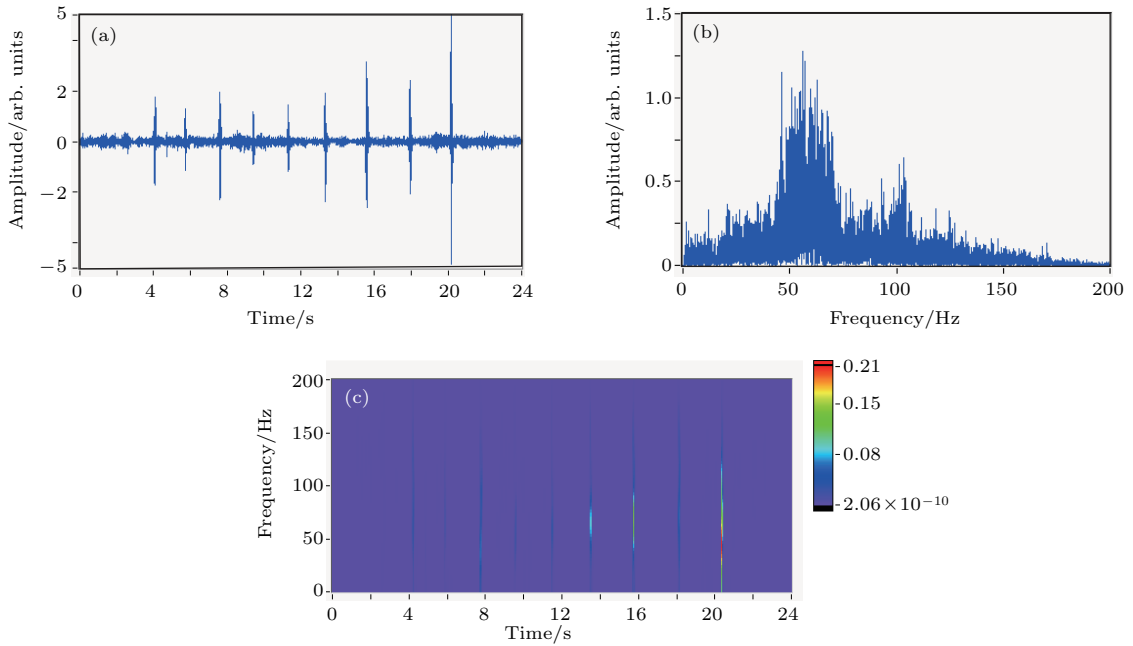 (a)
Amplitude/arb. units
5
2
0
−2
−5
0 4 8 12 16 20 24
Time/s
(b)
Amplitude/arb. units
1.5
1.0
0.5
0
0 50 100 150 200
Frequency/Hz
(c)
Frequency/Hz
200
150
100
50
0
0 4 8 12 16 20 24
Time/s
0.21
0.15
0.08
2.06×10−10